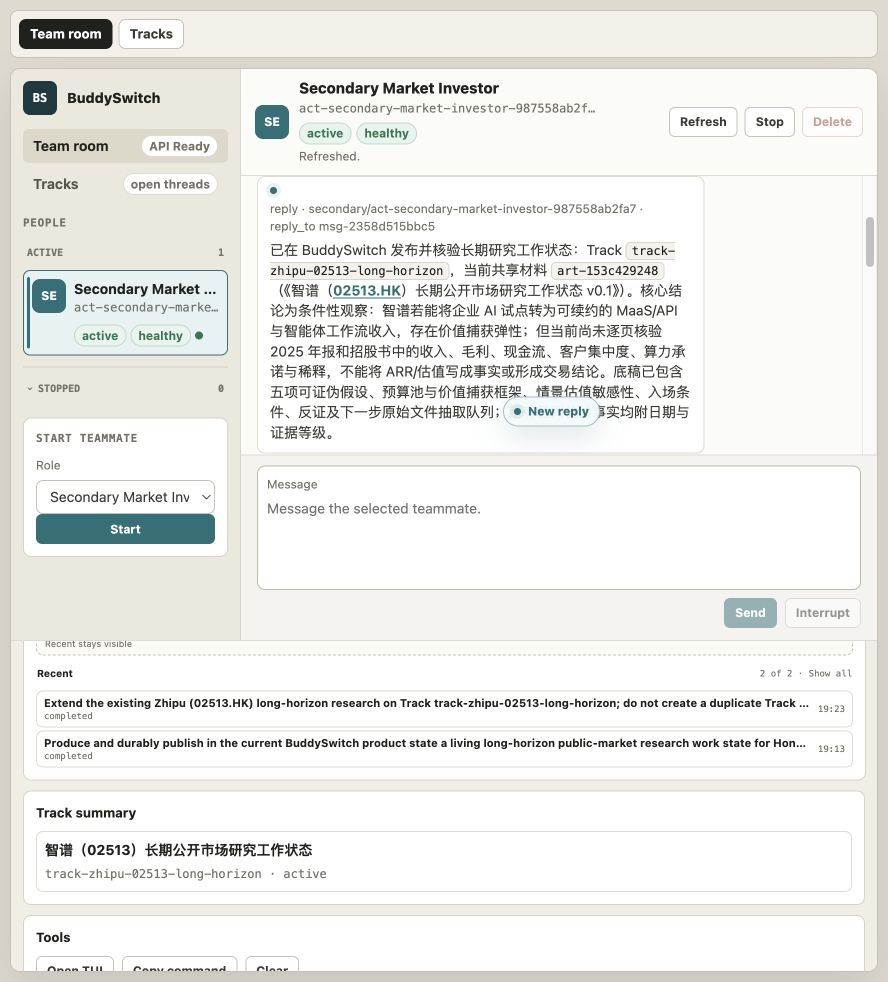 Team room
Tracks
BS
BuddySwitch
Team room
API Ready
Tracks
open threads
PEOPLE
ACTIVE
1
SE
Secondary Market ...
act-secondary-marke…
active
healthy
STOPPED
0
START TEAMMATE
Role
Secondary Market Inv
Start
SE
Secondary Market Investor
act-secondary-market-investor-987558ab2f…
active
healthy
Refreshed.
Refresh
Stop
Delete
reply · secondary/act-secondary-market-investor-987558ab2fa7 ·
reply_to msg-2358d515bbc5
已在 BuddySwitch 发布并核验长期研究工作状态：Track track-
zhipu-02513-long-horizon，当前共享材料 art-153c429248
（《智谱（02513.HK）长期公开市场研究工作状态 v0.1》）。核心结
论为条件性观察：智谱若能将企业 AI 试点转为可续约的 MaaS/API
与智能体工作流收入，存在价值捕获弹性；但当前尚未逐页核验
2025 年报和招股书中的收入、毛利、现金流、客户集中度、算力承
诺与稀释，不能将 ARR/估值写成事实或形成交易结论。底稿已包含
五项可证伪假设、预算池与价值捕获框架、情景估值敏感性、入场条
件、反证及下一步原始文件抽取队列；
事实均附日期与
证据等级。
New reply
Message
Message the selected teammate.
Send
Interrupt
Recent stays visible
Recent
2 of 2 · Show all
Extend the existing Zhipu (02513.HK) long-horizon research on Track track-zhipu-02513-long-horizon; do not create a duplicate Track ...
completed
19:23
Produce and durably publish in the current BuddySwitch product state a living long-horizon public-market research work state for Hon...
completed
19:13
Track summary
智谱（02513）长期公开市场研究工作状态
track-zhipu-02513-long-horizon · active
Tools
Open TUI
Copy command
Clear